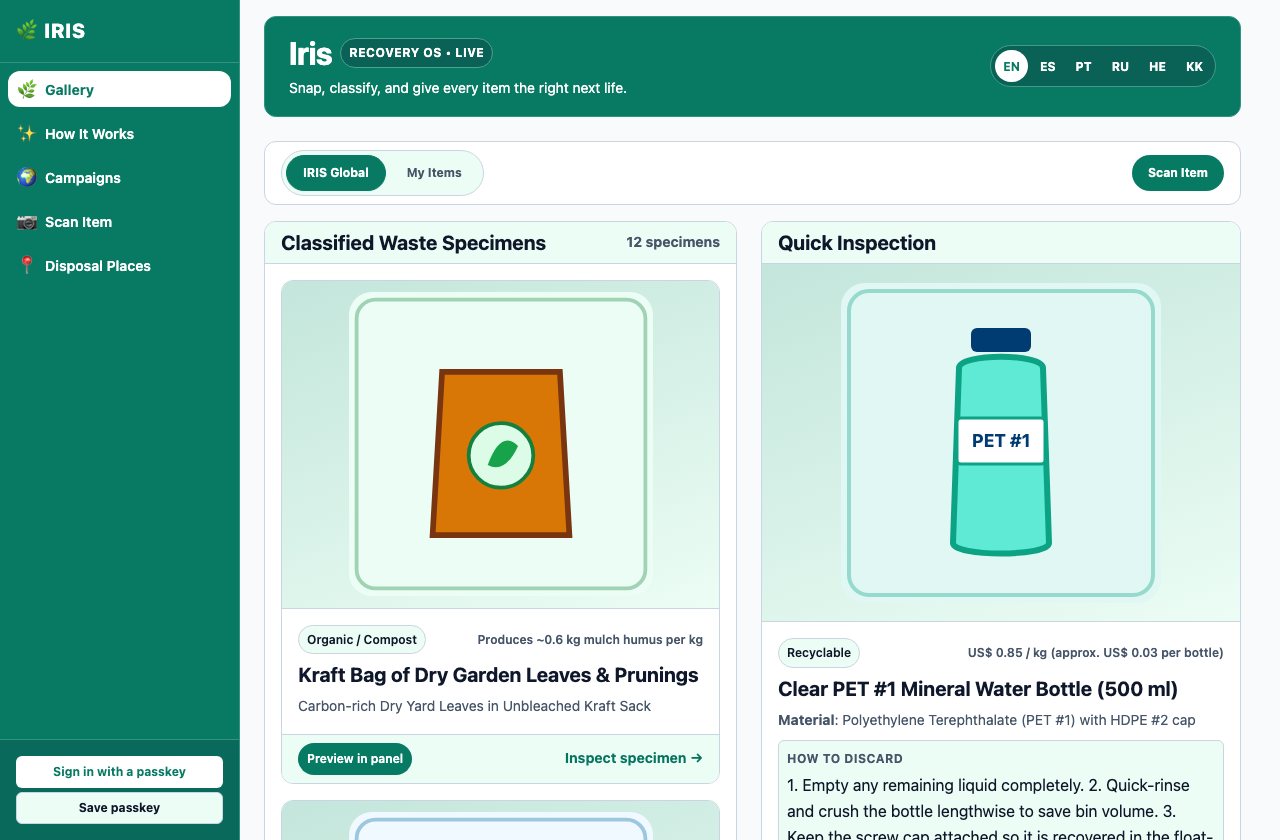 IRIS
Gallery
How It Works
Campaigns
Scan Item
Disposal Places
Sign in with a passkey
Save passkey
Iris
RECOVERY OS • LIVE
Snap, classify, and give every item the right next life.
EN ES PT RU HE KK
IRIS Global
My Items
Scan Item
Classified Waste Specimens
12 specimens
Organic / Compost
Produces ~0.6 kg mulch humus per kg
Kraft Bag of Dry Garden Leaves & Prunings
Carbon-rich Dry Yard Leaves in Unbleached Kraft Sack
Preview in panel
Inspect specimen →
Quick Inspection
PET #1
Recyclable
US$ 0.85 / kg (approx. US$ 0.03 per bottle)
Clear PET #1 Mineral Water Bottle (500 ml)
Material: Polyethylene Terephthalate (PET #1) with HDPE #2 cap
HOW TO DISCARD
1. Empty any remaining liquid completely. 2. Quick-rinse
and crush the bottle lengthwise to save bin volume. 3.
Keep the screw cap attached so it is recovered in the float-